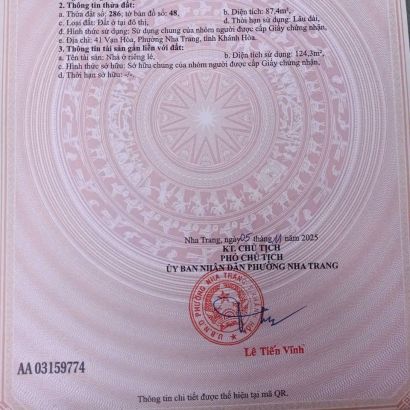 2. Thông tin thửa đất:
a. Thửa đất số: 286, tờ bản đồ số: 48, b. Diện tích: 87,4m².
c. Loại đất: Đất ở tại đô thị, d. Thời hạn sử dụng: Lâu dài.
đ. Hình thức sử dụng: Sử dụng chung của nhóm người được cấp Giấy chứng nhận,
e. Địa chỉ: 41 Vạn Hòa, Phường Nha Trang, tỉnh Khánh Hòa.
3. Thông tin tài sản gắn liền với đất:
a. Tên tài sản: Nhà ở riêng lẻ, b. Diện tích sử dụng: 124,3m²,
c. Hình thức sở hữu: Sở hữu chung của nhóm người được cấp Giấy chứng nhận,
d. Thời hạn sở hữu: -/-.
Nha Trang, ngày 05 tháng 11 năm 2025
KT. CHỦ TỊCH
PHÓ CHỦ TỊCH
ỦY BAN NHÂN DÂN PHƯỜNG NHA TRANG
U.B.N.D PHƯỜNG NHA TRANG
Lê Tiến Vĩnh
AA 03159774
Thông tin chi tiết được thể hiện tại mã QR.